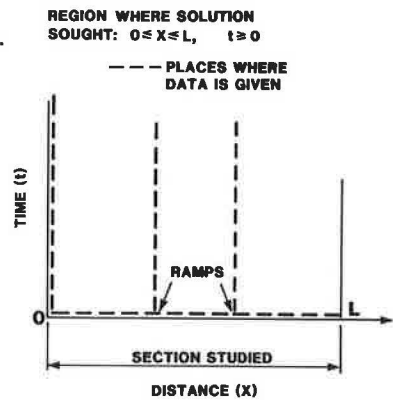 REGION WHERE SOLUTION
SOUGHT: 0≤X≤L, t≥0
--- PLACES WHERE
DATA IS GIVEN
TIME (t)
RAMPS
0
L
SECTION STUDIED
DISTANCE (X)